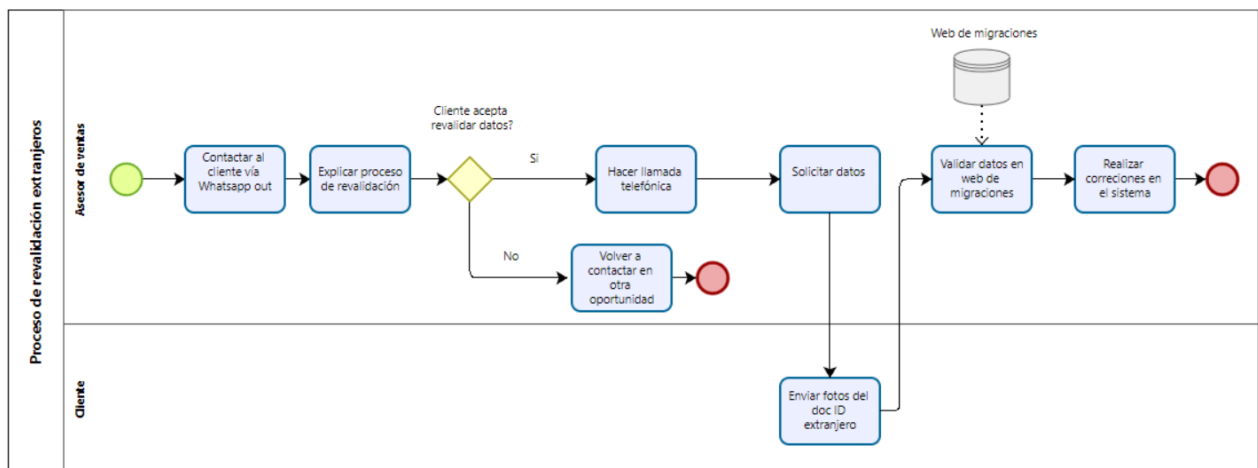 Proceso de revalidación extranjeros
Asesor de ventas
Contactar al
cliente vía
Whatsapp out
Explicar proceso
de revalidación
Cliente acepta
revalidar datos?
Si
Hacer llamada
telefónica
Solicitar datos
Web de migraciones
Validar datos en
web de
migraciones
Realizar
correciones en
el sistema
No
Volver a
contactar en
otra
oportunidad
Cliente
Enviar fotos del
doc ID
extranjero